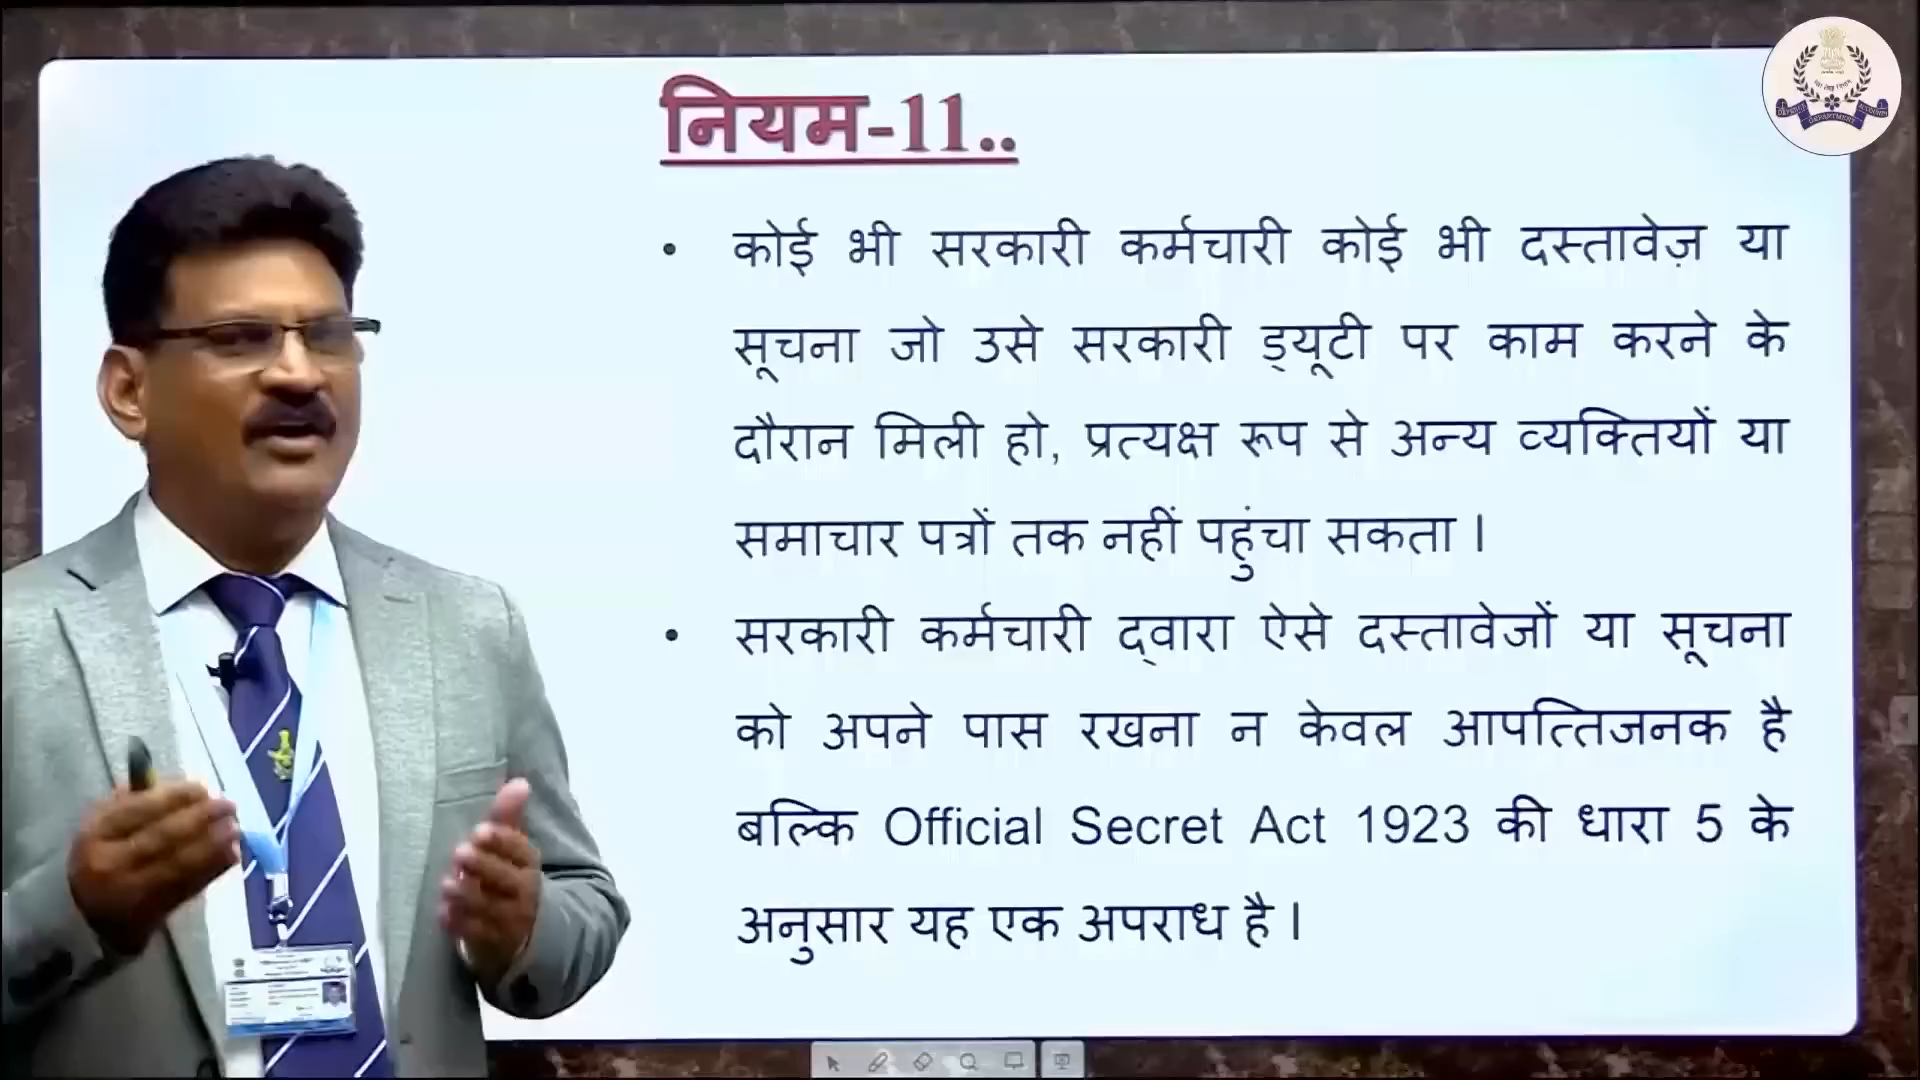 नियम-11..
• कोई भी सरकारी कर्मचारी कोई भी दस्तावेज़ या
सूचना जो उसे सरकारी ड्यूटी पर काम करने के
दौरान मिली हो, प्रत्यक्ष रूप से अन्य व्यक्तियों या
समाचार पत्रों तक नहीं पहुंचा सकता ।
• सरकारी कर्मचारी द्वारा ऐसे दस्तावेजों या सूचना
को अपने पास रखना न केवल आपत्तिजनक है
बल्कि Official Secret Act 1923 की धारा 5 के
अनुसार यह एक अपराध है ।
DEPARTMENT